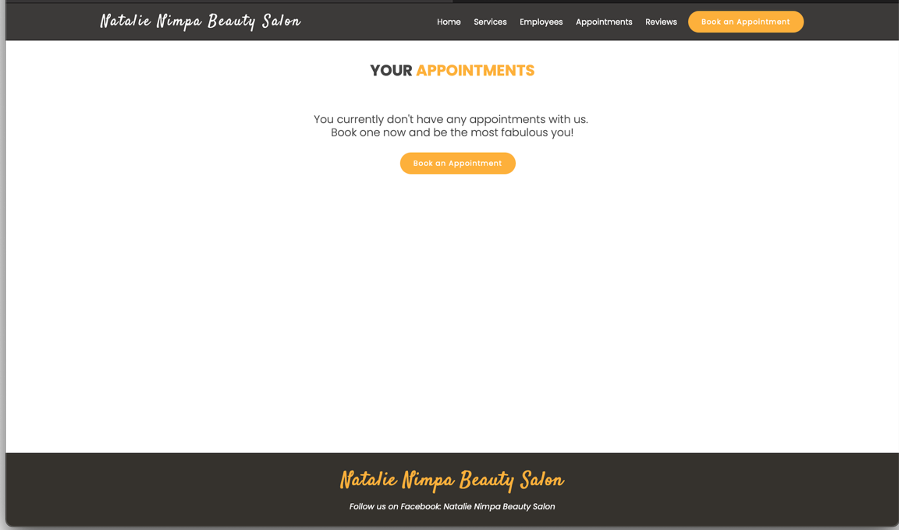 Natalie Nimpa Beauty Salon
Home Services Employees Appointments Reviews Book an Appointment
YOUR APPOINTMENTS
You currently don't have any appointments with us.
Book one now and be the most fabulous you!
Book an Appointment
Natalie Nimpa Beauty Salon
Follow us on Facebook: Natalie Nimpa Beauty Salon